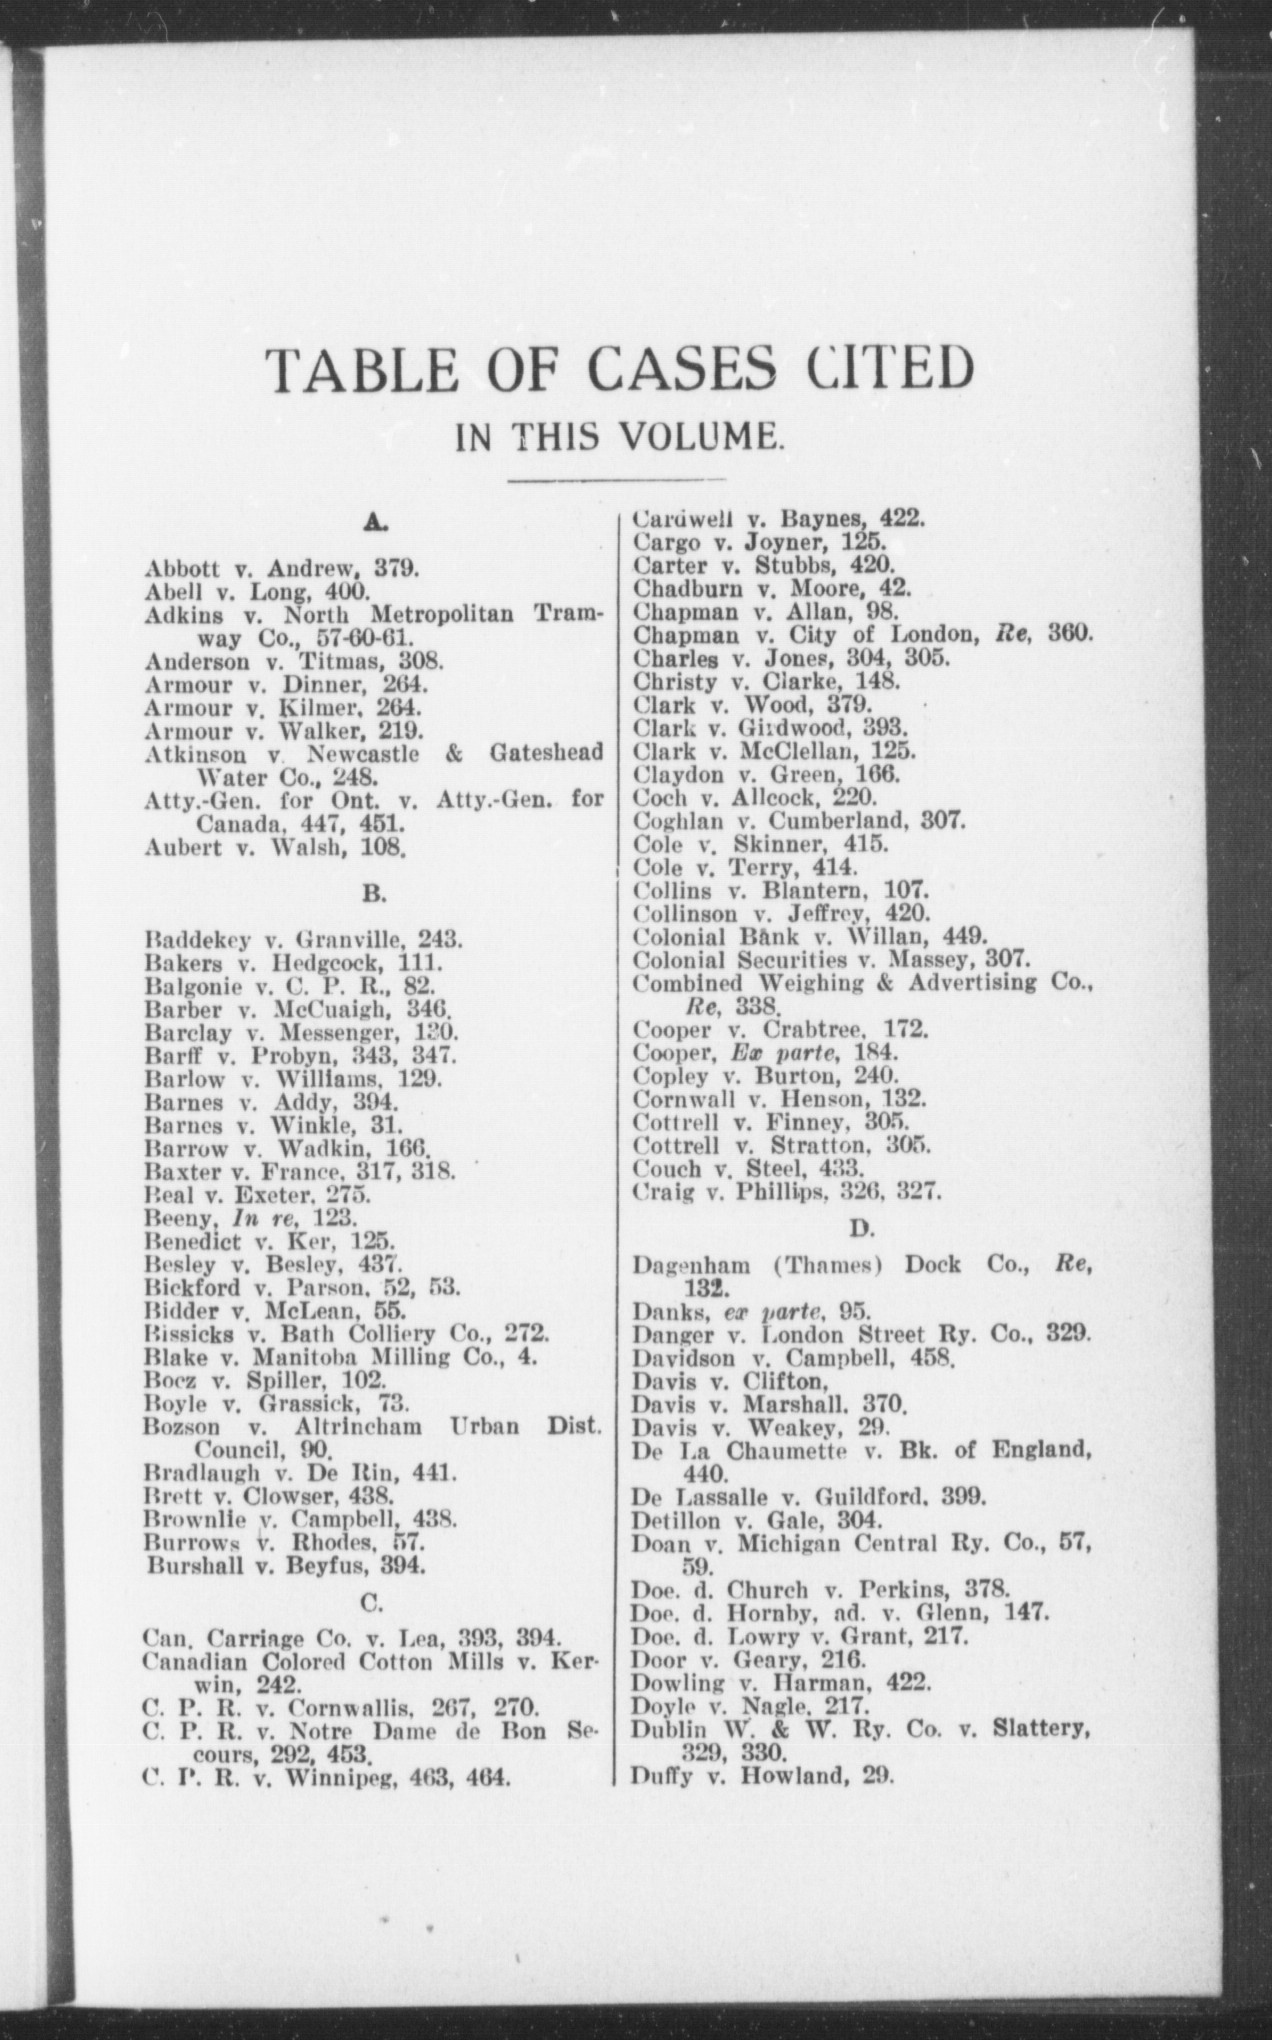 TABLE OF CASES CITED
IN THIS VOLUME.
A.
Abbott v. Andrew, 379.
Abell v. Long, 400.
Adkins v. North Metropolitan Tram-
way Co., 57-60-61.
Anderson v. Titmas, 308.
Armour v. Dinner, 264.
Armour v. Kilmer, 264.
Armour v. Walker, 219.
Atkinson v. Newcastle & Gateshead
Water Co., 248.
Atty.-Gen. for Ont. v. Atty.-Gen. for
Canada, 447, 451.
Aubert v. Walsh, 108.
B.
Baddekey v. Granville, 243.
Bakers v. Hedgcock, 111.
Balgonie v. C. P. R., 82.
Barber v. McCuaigh, 346.
Barclay v. Messenger, 130.
Barff v. Probyn, 343, 347.
Barlow v. Williams, 129.
Barnes v. Addy, 394.
Barnes v. Winkle, 31.
Barrow v. Wadkin, 166.
Baxter v. France, 317, 318.
Beal v. Exeter, 275.
Beeny, In re, 123.
Benedict v. Ker, 125.
Besley v. Besley, 437.
Bickford v. Parson, 52, 53.
Bidder v. McLean, 55.
Bissicks v. Bath Colliery Co., 272.
Blake v. Manitoba Milling Co., 4.
Bocz v. Spiller, 102.
Boyle v. Grassick, 73.
Bozson v. Altrincham Urban Dist.
Council, 90.
Bradlaugh v. De Rin, 441.
Brett v. Clowser, 438.
Brownlie v. Campbell, 438.
Burrows v. Rhodes, 57.
Burshall v. Beyfus, 394.
C.
Can. Carriage Co. v. Lea, 393, 394.
Canadian Colored Cotton Mills v. Ker-
win, 242.
C. P. R. v. Cornwallis, 267, 270.
C. P. R. v. Notre Dame de Bon Se-
cours, 292, 453.
C. P. R. v. Winnipeg, 463, 464.
Cardwell v. Baynes, 422.
Cargo v. Joyner, 125.
Carter v. Stubbs, 420.
Chadburn v. Moore, 42.
Chapman v. Allan, 98.
Chapman v. City of London, Re, 360.
Charles v. Jones, 304, 305.
Christy v. Clarke, 148.
Clark v. Wood, 379.
Clark v. Girdwood, 393.
Clark v. McClellan, 125.
Claydon v. Green, 166.
Coch v. Allcock, 220.
Coghlan v. Cumberland, 307.
Cole v. Skinner, 415.
Cole v. Terry, 414.
Collins v. Blantern, 107.
Collinson v. Jeffrey, 420.
Colonial Bank v. Willan, 449.
Colonial Securities v. Massey, 307.
Combined Weighing & Advertising Co.,
Re, 338.
Cooper v. Crabtree, 172.
Cooper, Ex parte, 184.
Copley v. Burton, 240.
Cornwall v. Henson, 132.
Cottrell v. Finney, 305.
Cottrell v. Stratton, 305.
Couch v. Steel, 433.
Craig v. Phillips, 326, 327.
D.
Dagenham (Thames) Dock Co., Re,
132.
Danks, ex parte, 95.
Danger v. London Street Ry. Co., 329.
Davidson v. Campbell, 458.
Davis v. Clifton,
Davis v. Marshall, 370.
Davis v. Weakey, 29.
De La Chaumette v. Bk. of England,
440.
De Lassalle v. Guildford, 399.
Detillon v. Gale, 304.
Doan v. Michigan Central Ry. Co., 57,
59.
Doe. d. Church v. Perkins, 378.
Doe. d. Hornby, ad. v. Glenn, 147.
Doe. d. Lowry v. Grant, 217.
Door v. Geary, 216.
Dowling v. Harman, 422.
Doyle v. Nagle, 217.
Dublin W. & W. Ry. Co. v. Slattery,
329, 330.
Duffy v. Howland, 29.